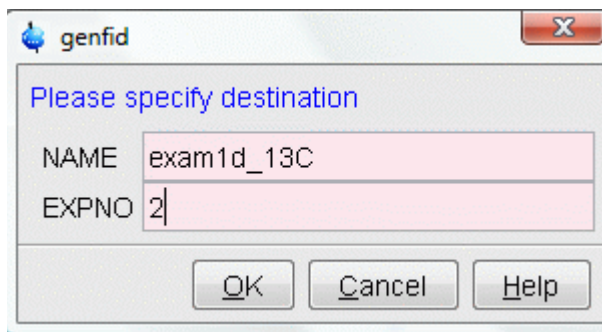 genfid
Please specify destination
NAME exam1d_13C
EXPNO 2
OK Cancel Help